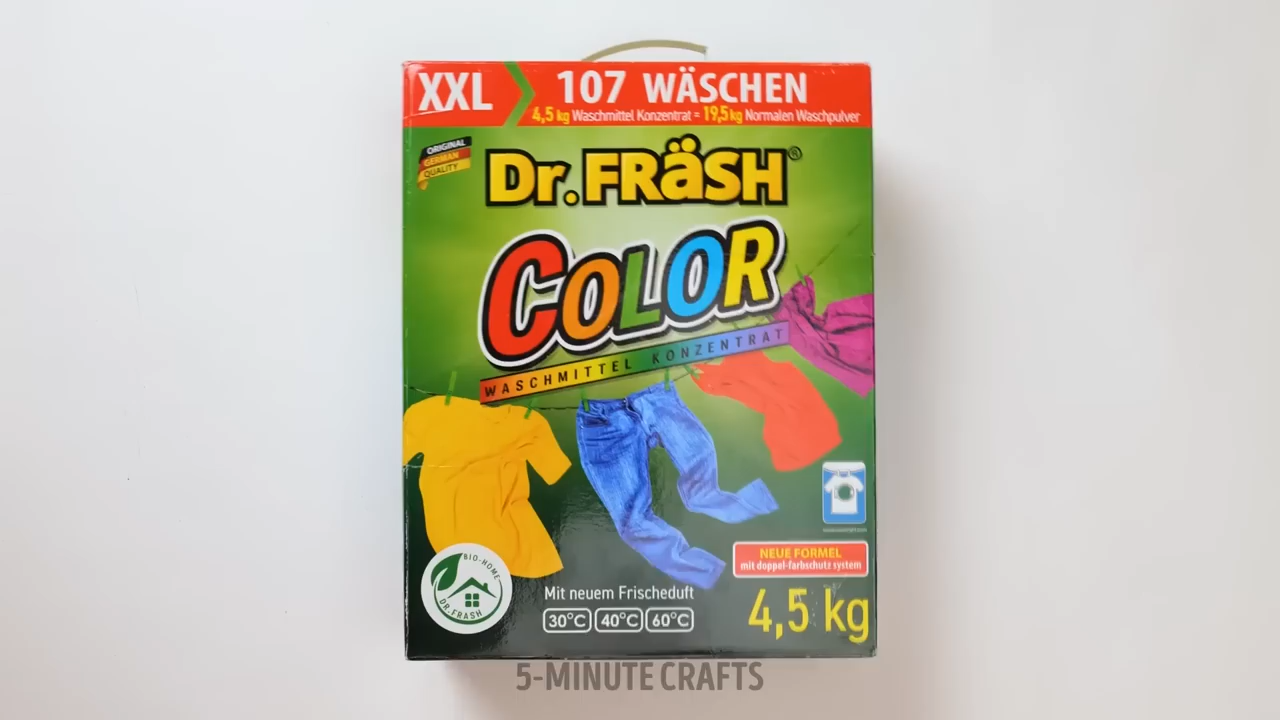 XXL 107 WÄSCHEN
4,5 kg Waschmittel Konzentrat = 19,5 kg Normalen Waschpulver
ORIGINAL
GERMAN
QUALITY
Dr. FRäSH®
COLOR
WASCHMITTEL KONZENTRAT
NEUE FORMEL
mit doppel-farbschutz system
BIO-HOME
DR.FRASH
Mit neuem Frischeduft
30°C 40°C 60°C
4,5 kg
5-MINUTE CRAFTS